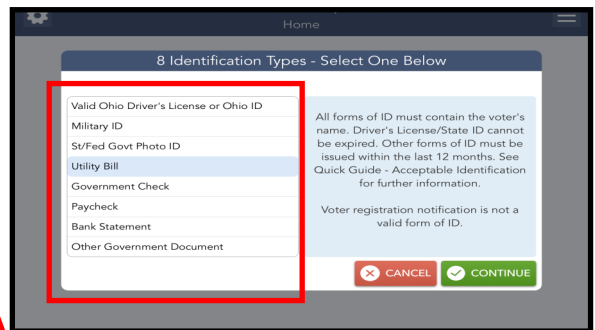 Home
8 Identification Types - Select One Below
Valid Ohio Driver's License or Ohio ID
Military ID
St/Fed Govt Photo ID
Utility Bill
Government Check
Paycheck
Bank Statement
Other Government Document
All forms of ID must contain the voter's
name. Driver's License/State ID cannot
be expired. Other forms of ID must be
issued within the last 12 months. See
Quick Guide - Acceptable Identification
for further information.
Voter registration notification is not a
valid form of ID.
CANCEL
CONTINUE